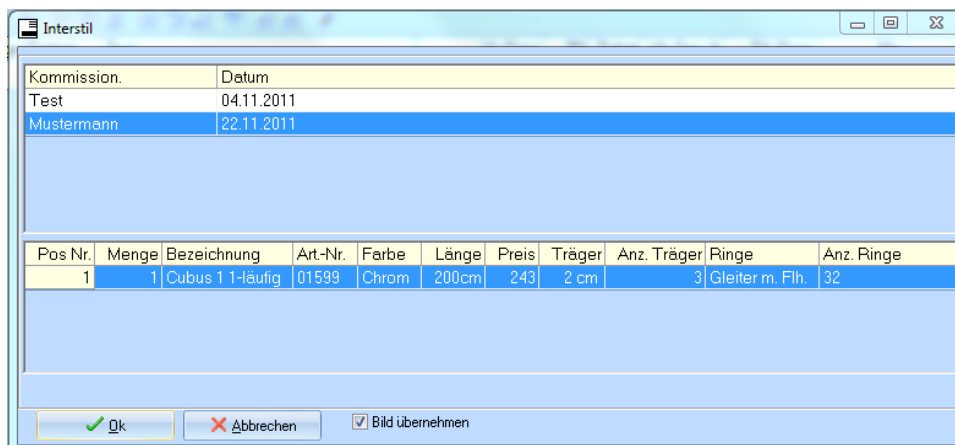 Interstil
Kommission. Datum
Test 04.11.2011
Mustermann 22.11.2011
Pos Nr. Menge Bezeichnung Art.-Nr. Farbe Länge Preis Träger Anz. Träger Ringe Anz. Ringe
1 1 Cubus 1 1-läufig 01599 Chrom 200cm 243 2 cm 3 Gleiter m. Flh. 32
Ok Abbrechen Bild übernehmen